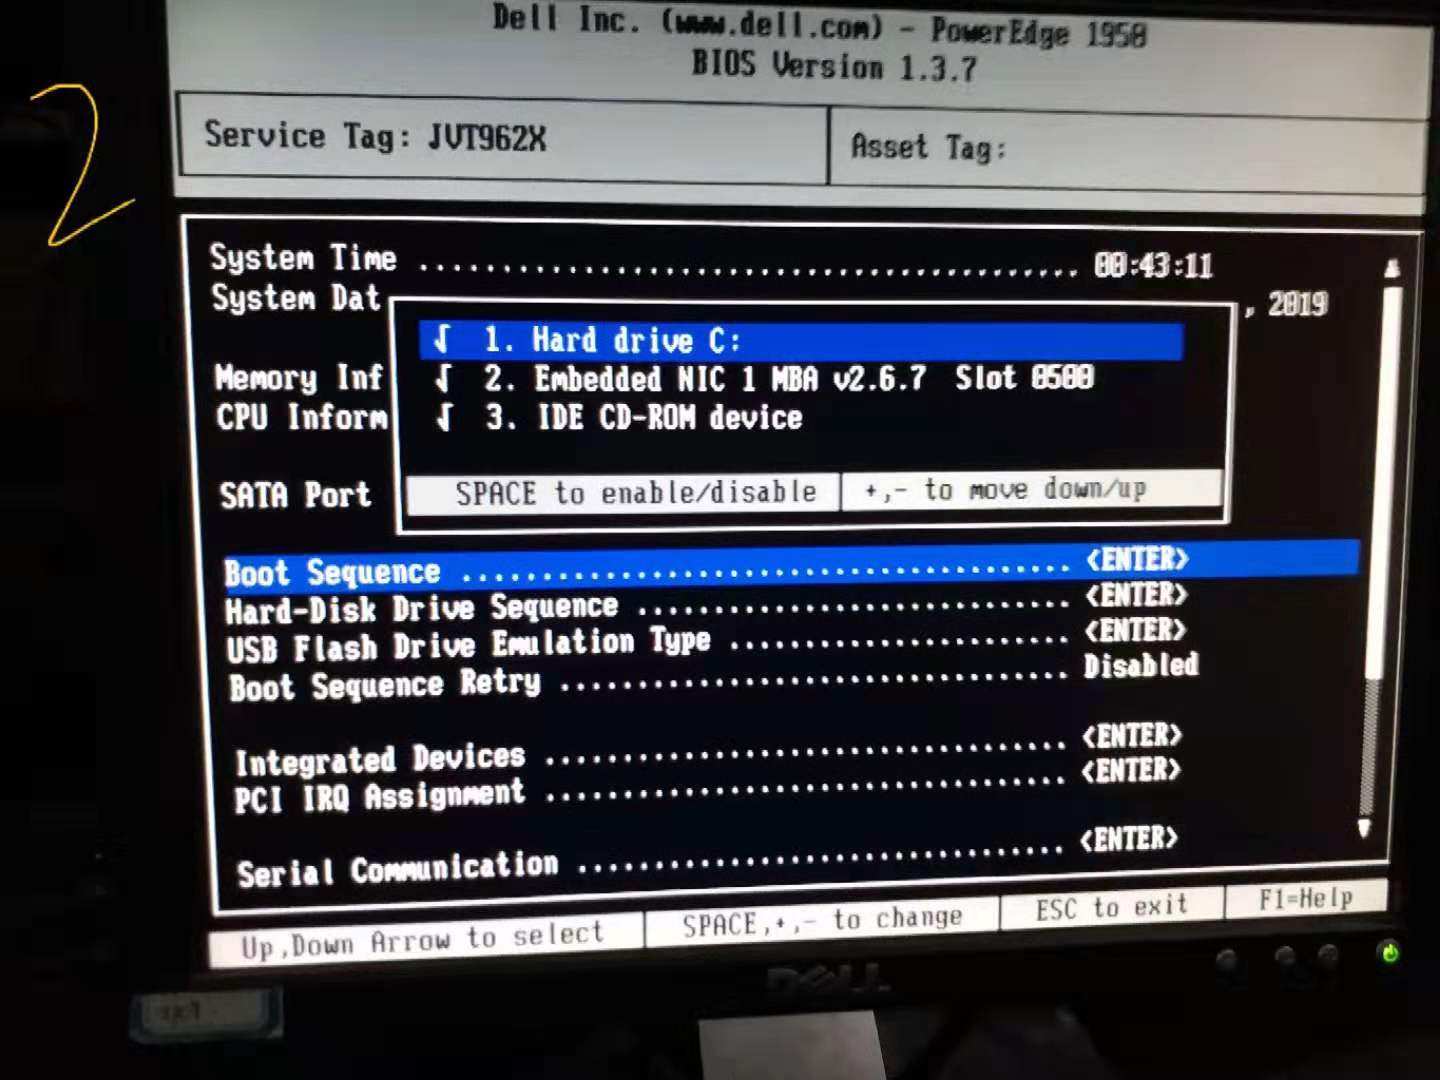 Dell Inc. (www.dell.com) - PowerEdge 1950
BIOS Version 1.3.7
2
Service Tag: JVT962X
Asset Tag:
System Time ........................................ 00:43:11
System Dat , 2019
√ 1. Hard drive C:
√ 2. Embedded NIC 1 MBA v2.6.7 Slot 0500
√ 3. IDE CD-ROM device
Memory Inf
CPU Inform
SATA Port
SPACE to enable/disable
+,- to move down/up
Boot Sequence ....................................... <ENTER>
Hard-Disk Drive Sequence ............................ <ENTER>
USB Flash Drive Emulation Type ...................... <ENTER>
Boot Sequence Retry ................................. Disabled
Integrated Devices .................................. <ENTER>
PCI IRQ Assignment .................................. <ENTER>
Serial Communication ................................ <ENTER>
Up,Down Arrow to select
SPACE,+,- to change
ESC to exit
F1=Help
DELL